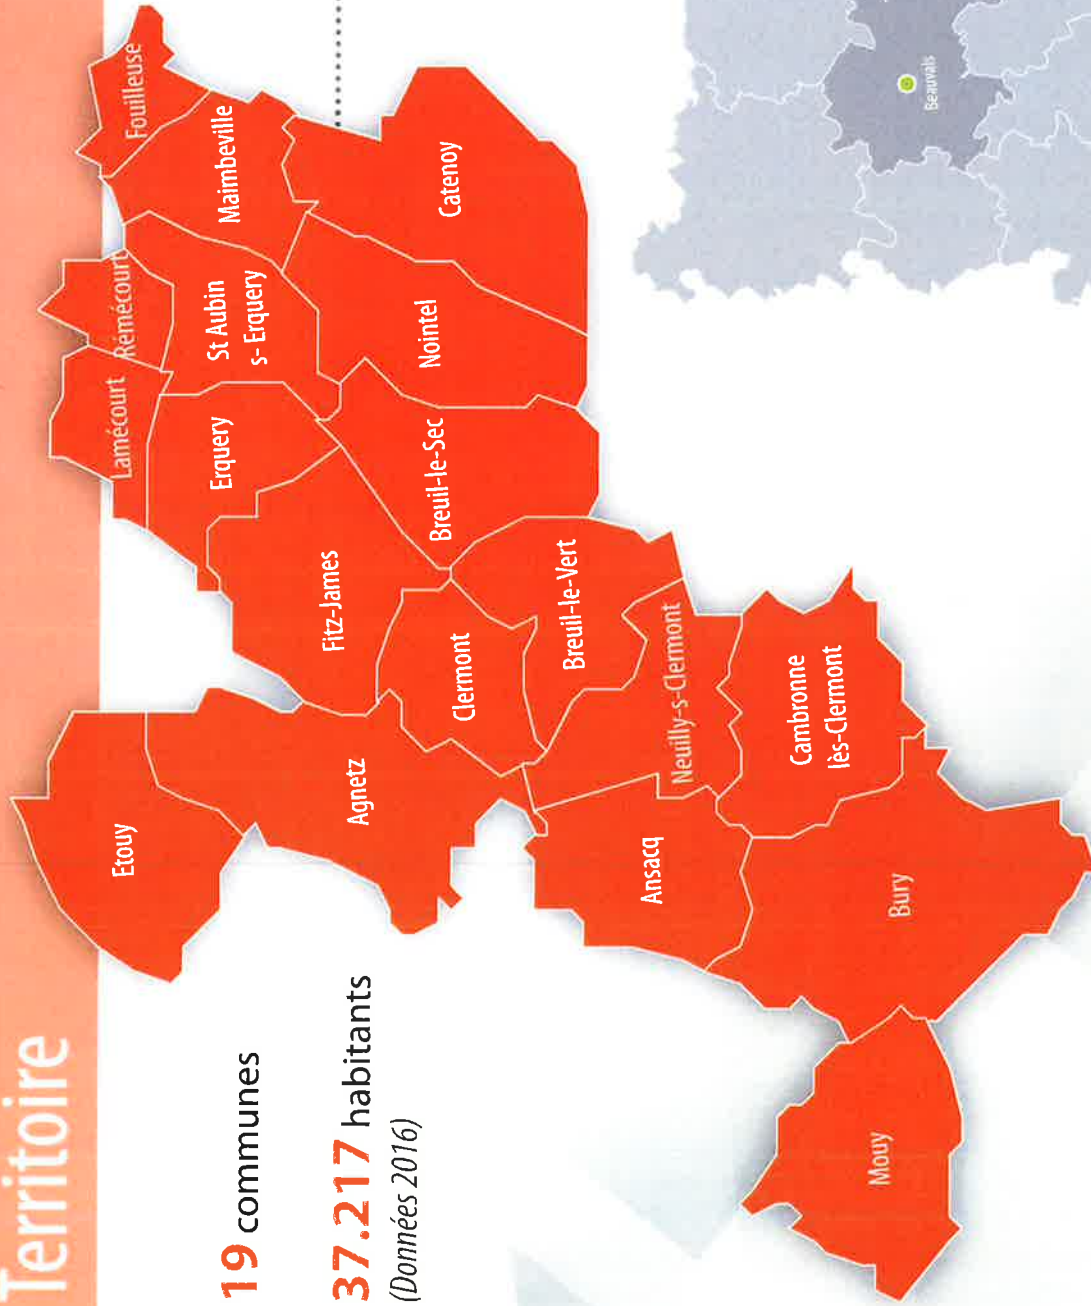 Territoire
19 communes
37.217 habitants
(Données 2016)
Etouy
Lamécourt
Rémécourt
Fouilleuse
Erquery
St Aubin
s- Erquery
Maimbeville
Agnetz
Fitz-James
Nointel
Breuil-le-Sec
Catenoy
Clermont
Breuil-le-Vert
Ansacq
Neuilly-s-Clermont
Cambronne
lès-Clermont
Mouy
Bury
Beauvais